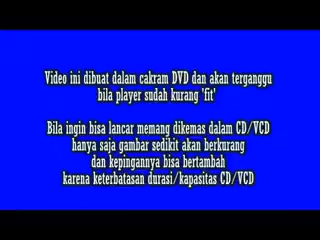 Video ini dibuat dalam cakram DVD dan akan terganggu
bila player sudah kurang 'fit'
Bila ingin bisa lancar memang dikemas dalam CD/VCD
hanya saja gambar sedikit akan berkurang
dan kepingannya bisa bertambah
karena keterbatasan durasi/kapasitas CD/VCD